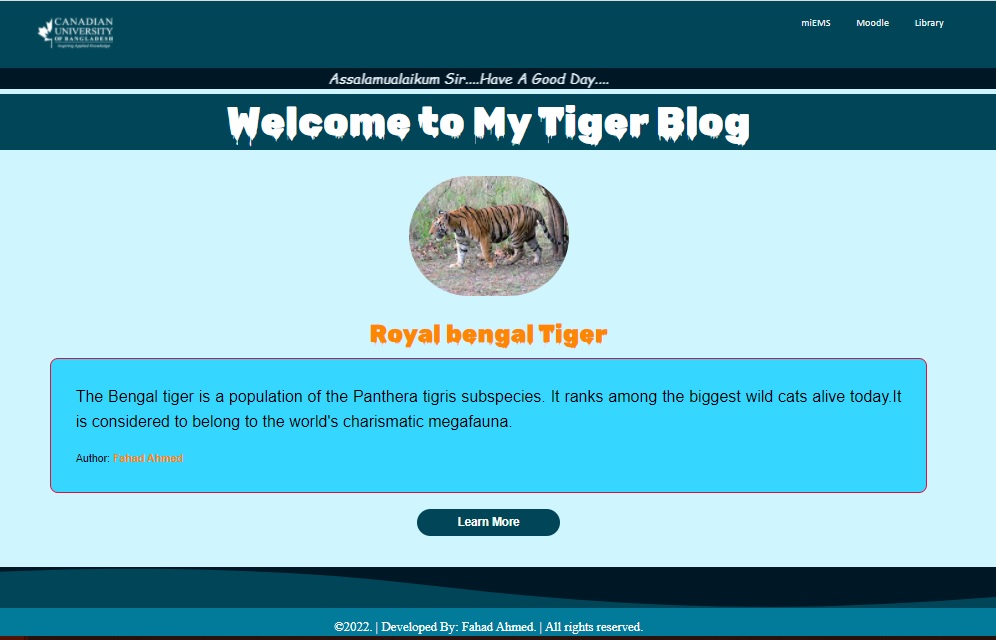 CANADIAN
UNIVERSITY
OF BANGLADESH
Inspiring Applied Knowledge
miEMS Moodle Library
Assalamualaikum Sir....Have A Good Day....
Welcome to My Tiger Blog
Royal bengal Tiger
The Bengal tiger is a population of the Panthera tigris subspecies. It ranks among the biggest wild cats alive today.It
is considered to belong to the world's charismatic megafauna.
Author: Fahad Ahmed
Learn More
©2022. | Developed By: Fahad Ahmed. | All rights reserved.